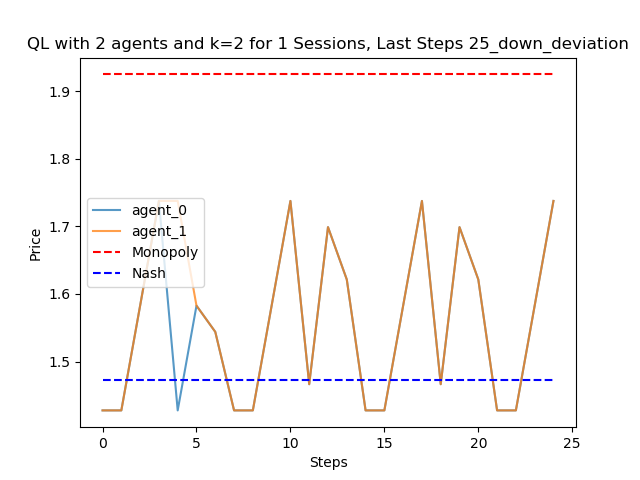 QL with 2 agents and k=2 for 1 Sessions, Last Steps 25_down_deviation
1.9
1.8
1.7
1.6
1.5
Price
agent_0
agent_1
Monopoly
Nash
0
5
10
15
20
25
Steps